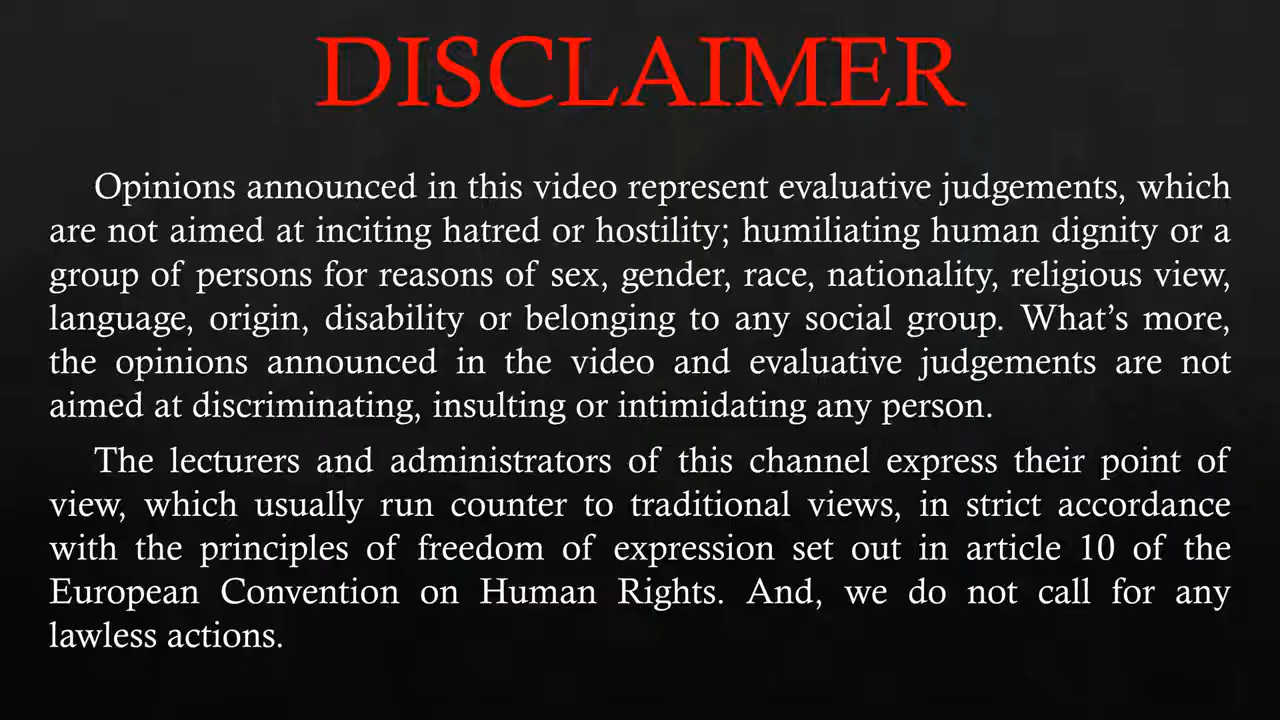 DISCLAIMER
Opinions announced in this video represent evaluative judgements, which
are not aimed at inciting hatred or hostility; humiliating human dignity or a
group of persons for reasons of sex, gender, race, nationality, religious view,
language, origin, disability or belonging to any social group. What’s more,
the opinions announced in the video and evaluative judgements are not
aimed at discriminating, insulting or intimidating any person.
The lecturers and administrators of this channel express their point of
view, which usually run counter to traditional views, in strict accordance
with the principles of freedom of expression set out in article 10 of the
European Convention on Human Rights. And, we do not call for any
lawless actions.